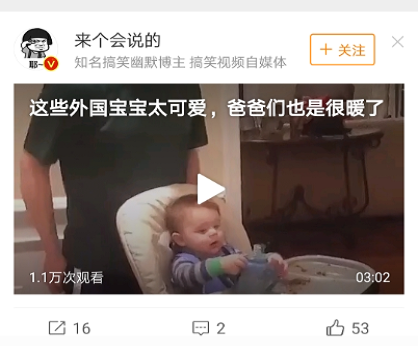 来个会说的
+ 关注
知名搞笑幽默博主 搞笑视频自媒体
耶~
这些外国宝宝太可爱，爸爸们也是很暖了
1.1万次观看
03:02
16
2
53